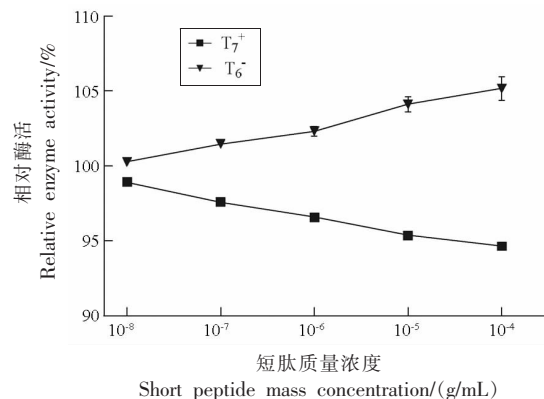 110
T₇⁺
T₆⁻
105
100
95
90
相对酶活
Relative enzyme activity/%
10⁻⁸ 10⁻⁷ 10⁻⁶ 10⁻⁵ 10⁻⁴
短肽质量浓度
Short peptide mass concentration/(g/mL)